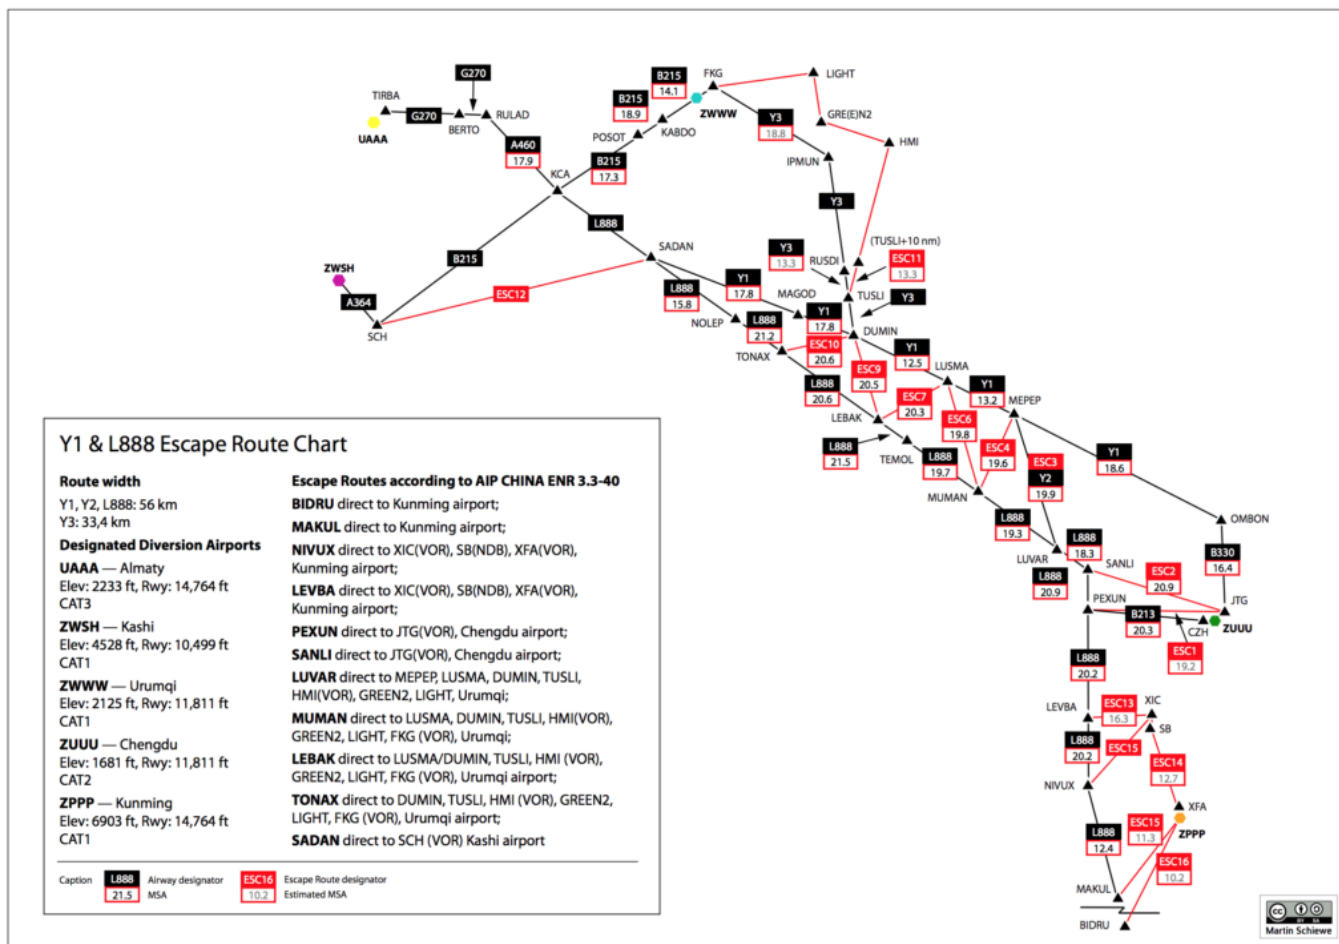 G270
B215
14.1
FKG
LIGHT
TIRBA
G270
BERTO
RULAD
UAAA
B215
18.9
POSOT
KABDO
ZWWW
Y3
18.8
GRE(E)N2
HMI
A460
17.9
KCA
B215
17.3
IPMUN
L888
Y3
SADAN
B215
ZWSH
A364
SCH
ESC12
(TUSLI+10 nm)
Y3
13.3
RUSDI
ESC11
13.3
Y1
17.8
L888
15.8
MAGOD
TUSLI
Y3
NOLEP
L888
21.2
Y1
17.8
DUMIN
TONAX
ESC10
20.6
Y1
12.5
LUSMA
L888
20.6
ESC9
20.5
ESC7
20.3
Y1
13.2
MEPEP
LEBAK
ESC6
19.8
L888
21.5
TEMOL
L888
19.7
ESC4
19.6
ESC3
Y2
19.9
Y1
18.6
MUMAN
L888
19.3
OMBON
LUVAR
L888
18.3
SANLI
B330
16.4
L888
20.9
ESC2
20.9
PEXUN
JTG
B213
20.3
CZH
ZUUU
ESC1
19.2
L888
20.2
LEVBA
ESC13
16.3
XIC
SB
L888
20.2
ESC15
ESC14
12.7
NIVUX
XFA
ZPPP
L888
12.4
ESC15
11.3
ESC16
10.2
MAKUL
BIDRU
Y1 & L888 Escape Route Chart
Route width
Y1, Y2, L888: 56 km
Y3: 33,4 km
Designated Diversion Airports
UAAA — Almaty
Elev: 2233 ft, Rwy: 14,764 ft
CAT3
ZWSH — Kashi
Elev: 4528 ft, Rwy: 10,499 ft
CAT1
ZWWW — Urumqi
Elev: 2125 ft, Rwy: 11,811 ft
CAT1
ZUUU — Chengdu
Elev: 1681 ft, Rwy: 11,811 ft
CAT2
ZPPP — Kunming
Elev: 6903 ft, Rwy: 14,764 ft
CAT1
Escape Routes according to AIP CHINA ENR 3.3-40
BIDRU direct to Kunming airport;
MAKUL direct to Kunming airport;
NIVUX direct to XIC(VOR), SB(NDB), XFA(VOR),
Kunming airport;
LEVBA direct to XIC(VOR), SB(NDB), XFA(VOR),
Kunming airport;
PEXUN direct to JTG(VOR), Chengdu airport;
SANLI direct to JTG(VOR), Chengdu airport;
LUVAR direct to MEPEP, LUSMA, DUMIN, TUSLI,
HMI(VOR), GREEN2, LIGHT, Urumqi;
MUMAN direct to LUSMA, DUMIN, TUSLI, HMI(VOR),
GREEN2, LIGHT, FKG (VOR), Urumqi;
LEBAK direct to LUSMA/DUMIN, TUSLI, HMI (VOR),
GREEN2, LIGHT, FKG (VOR), Urumqi airport;
TONAX direct to DUMIN, TUSLI, HMI (VOR), GREEN2,
LIGHT, FKG (VOR), Urumqi airport;
SADAN direct to SCH (VOR) Kashi airport
Caption
L888
21.5
Airway designator
MSA
ESC16
10.2
Escape Route designator
Estimated MSA
cc
BY SA
Martin Schiewe